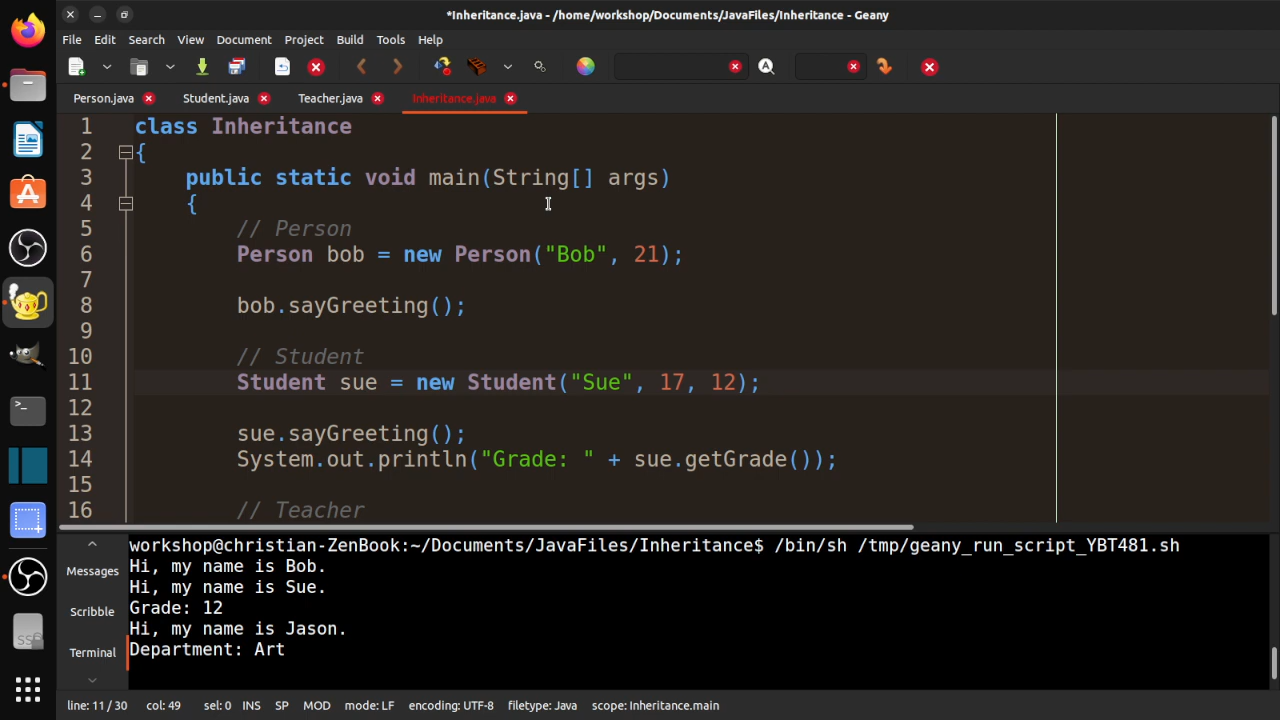 *Inheritance.java - /home/workshop/Documents/JavaFiles/Inheritance - Geany
File Edit Search View Document Project Build Tools Help
Person.java Student.java Teacher.java Inheritance.java
1 class Inheritance
2 {
3 public static void main(String[] args)
4 {
5 // Person
6 Person bob = new Person("Bob", 21);
7
8 bob.sayGreeting();
9
10 // Student
11 Student sue = new Student("Sue", 17, 12);
12
13 sue.sayGreeting();
14 System.out.println("Grade: " + sue.getGrade());
15
16 // Teacher
workshop@christian-ZenBook:~/Documents/JavaFiles/Inheritance$ /bin/sh /tmp/geany_run_script_YBT481.sh
Hi, my name is Bob.
Messages
Hi, my name is Sue.
Grade: 12
Scribble
Hi, my name is Jason.
Terminal
Department: Art
line: 11 / 30 col: 49 sel: 0 INS SP MOD mode: LF encoding: UTF-8 filetype: Java scope: Inheritance.main